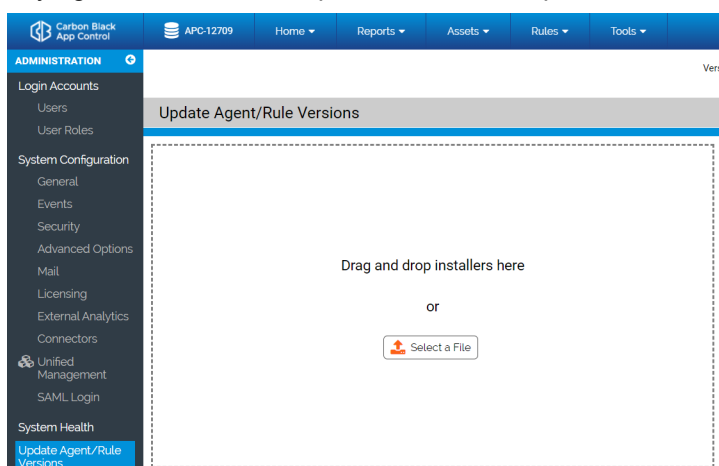 Carbon Black
App Control
APC-12709
Home
Reports
Assets
Rules
Tools
ADMINISTRATION
Login Accounts
Users
User Roles
System Configuration
General
Events
Security
Advanced Options
Mail
Licensing
External Analytics
Connectors
Unified
Management
SAML Login
System Health
Update Agent/Rule
Versions
Update Agent/Rule Versions
Drag and drop installers here
or
Select a File